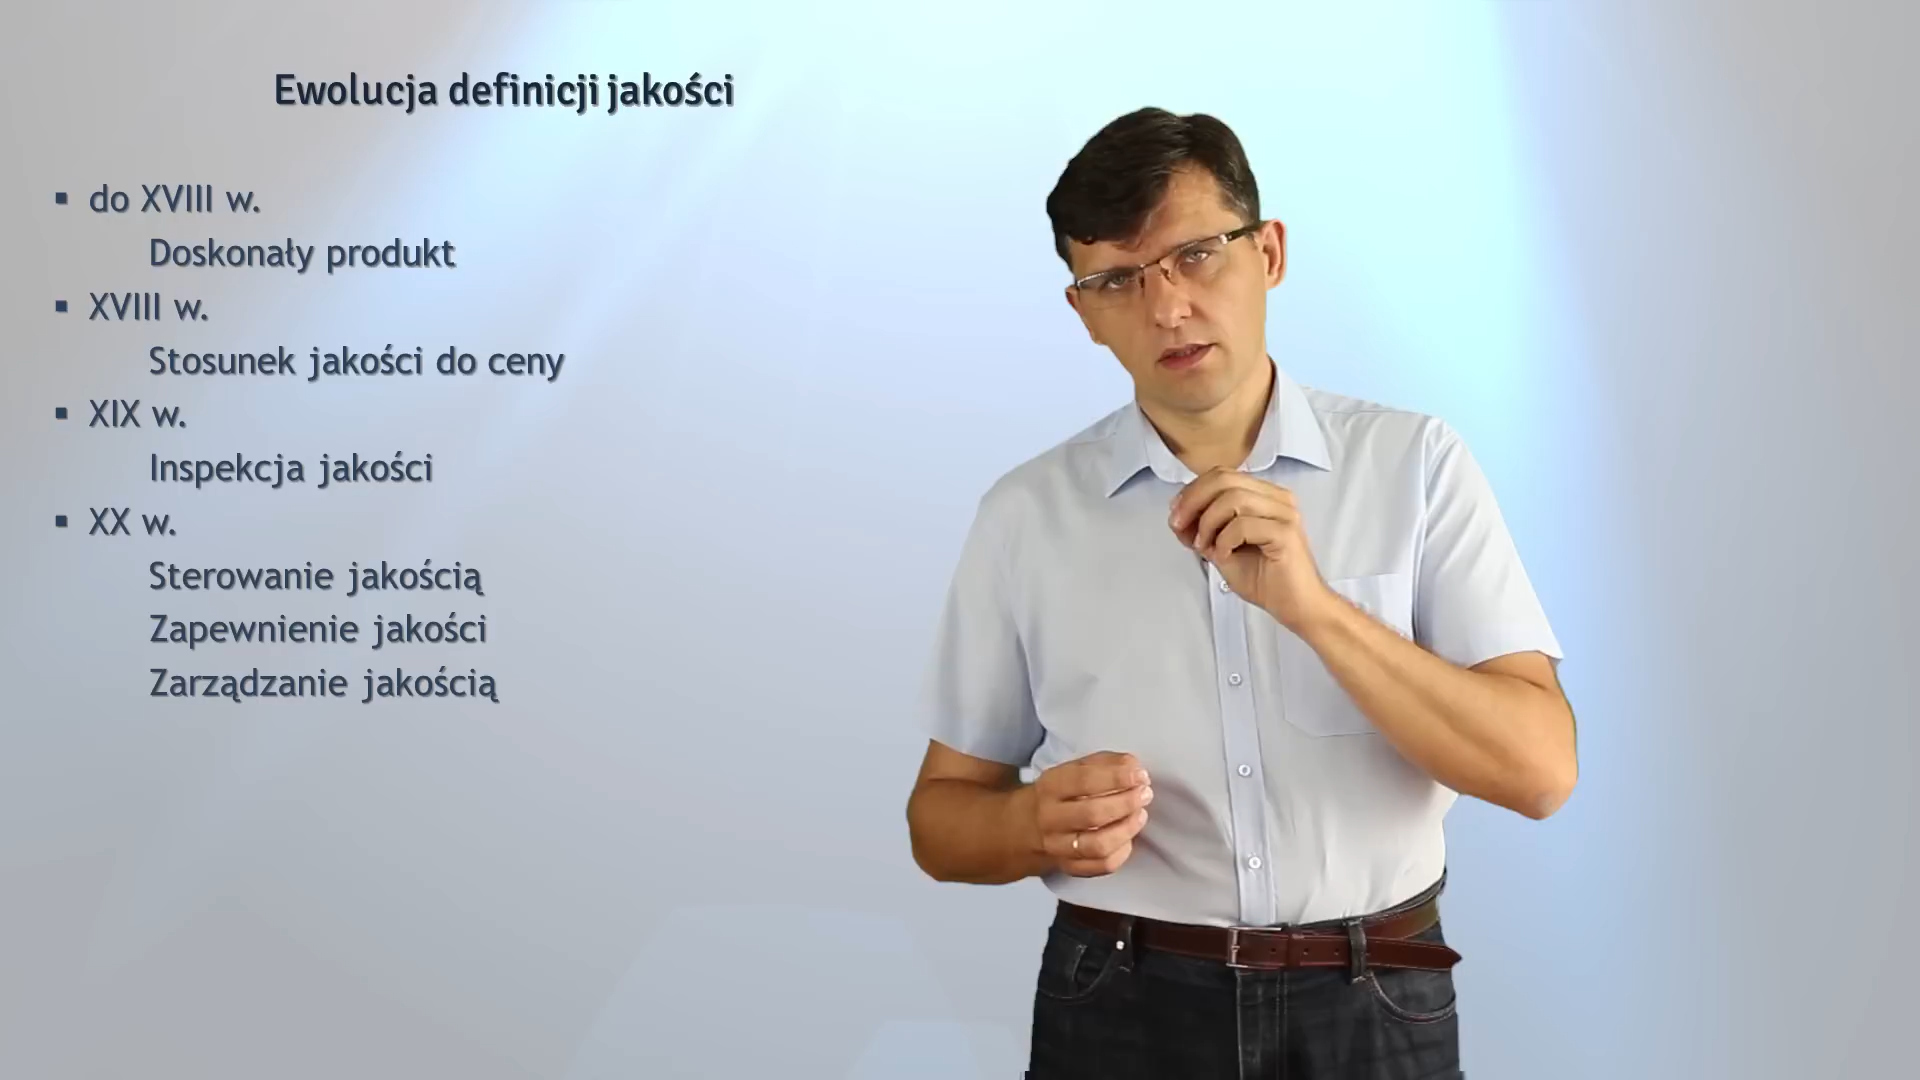 Ewolucja definicji jakości
▪ do XVIII w.
Doskonały produkt
▪ XVIII w.
Stosunek jakości do ceny
▪ XIX w.
Inspekcja jakości
▪ XX w.
Sterowanie jakością
Zapewnienie jakości
Zarządzanie jakością